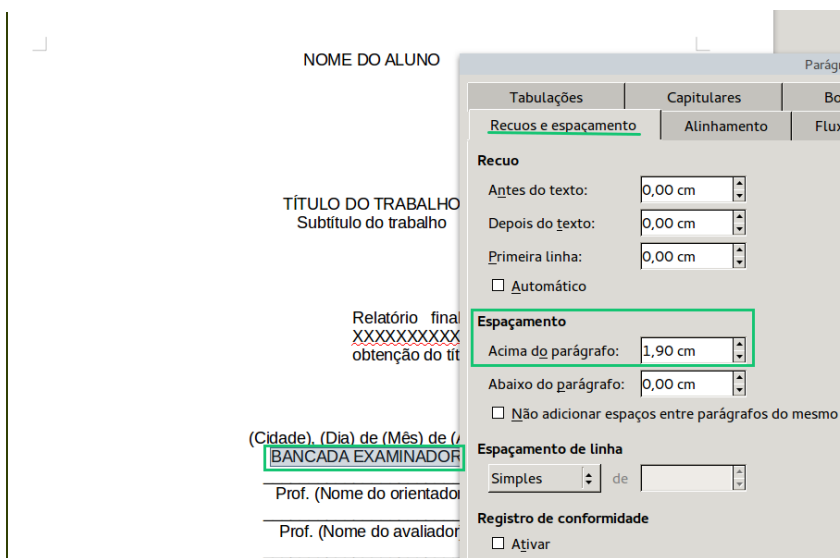 NOME DO ALUNO
TÍTULO DO TRABALHO
Subtítulo do trabalho
Relatório final
XXXXXXXXXX
obtenção do tít
(Cidade), (Dia) de (Mês) de (
BANCADA EXAMINADOR
Prof. (Nome do orientador
Prof. (Nome do avaliador
Parágr
Tabulações Capitulares Bo
Recuos e espaçamento Alinhamento Flux
Recuo
Antes do texto: 0,00 cm
Depois do texto: 0,00 cm
Primeira linha: 0,00 cm
Automático
Espaçamento
Acima do parágrafo: 1,90 cm
Abaixo do parágrafo: 0,00 cm
Não adicionar espaços entre parágrafos do mesmo
Espaçamento de linha
Simples de
Registro de conformidade
Ativar